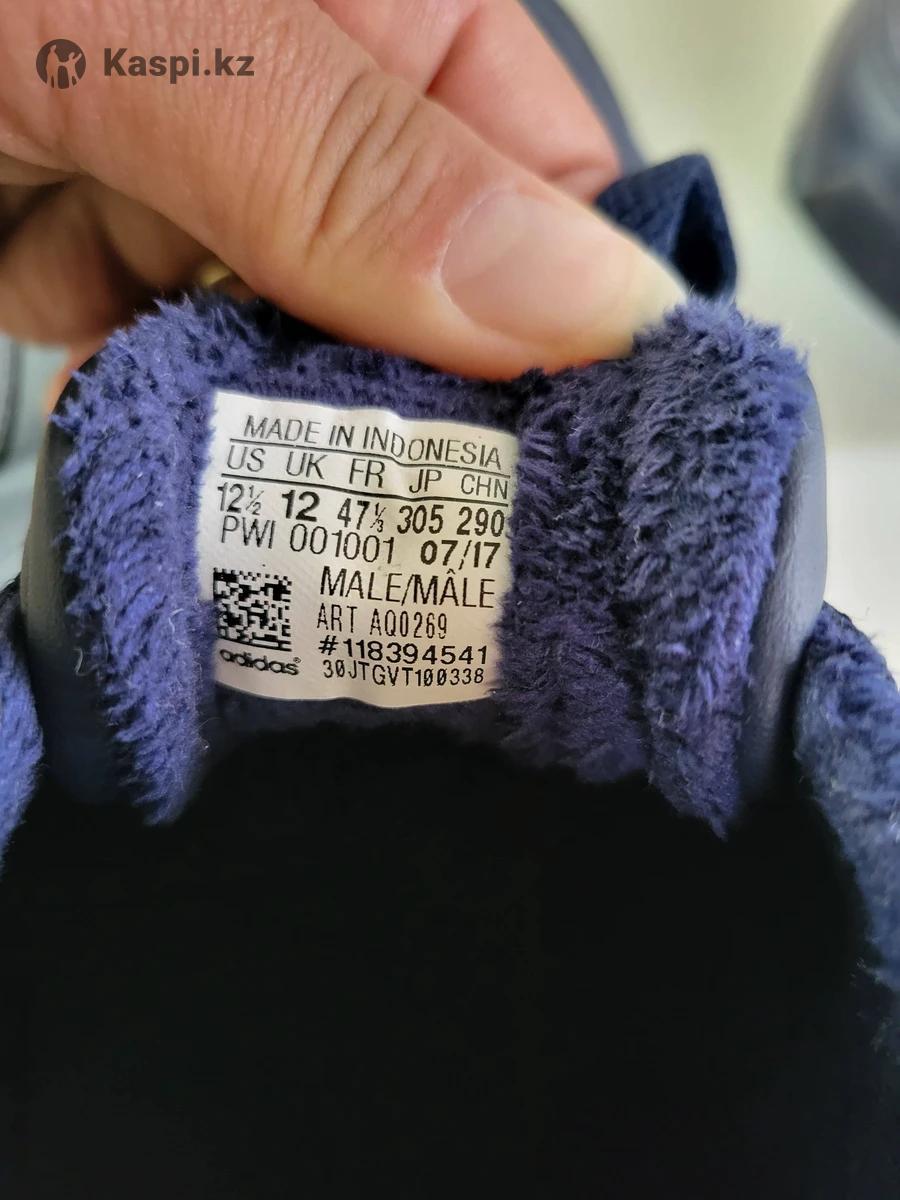 Kaspi.kz
MADE IN INDONESIA
US UK FR JP CHN
12½ 12 47⅓ 305 290
PWI 001001 07/17
MALE/MÂLE
ART AQ0269
#118394541
adidas®
30JTGVT100338